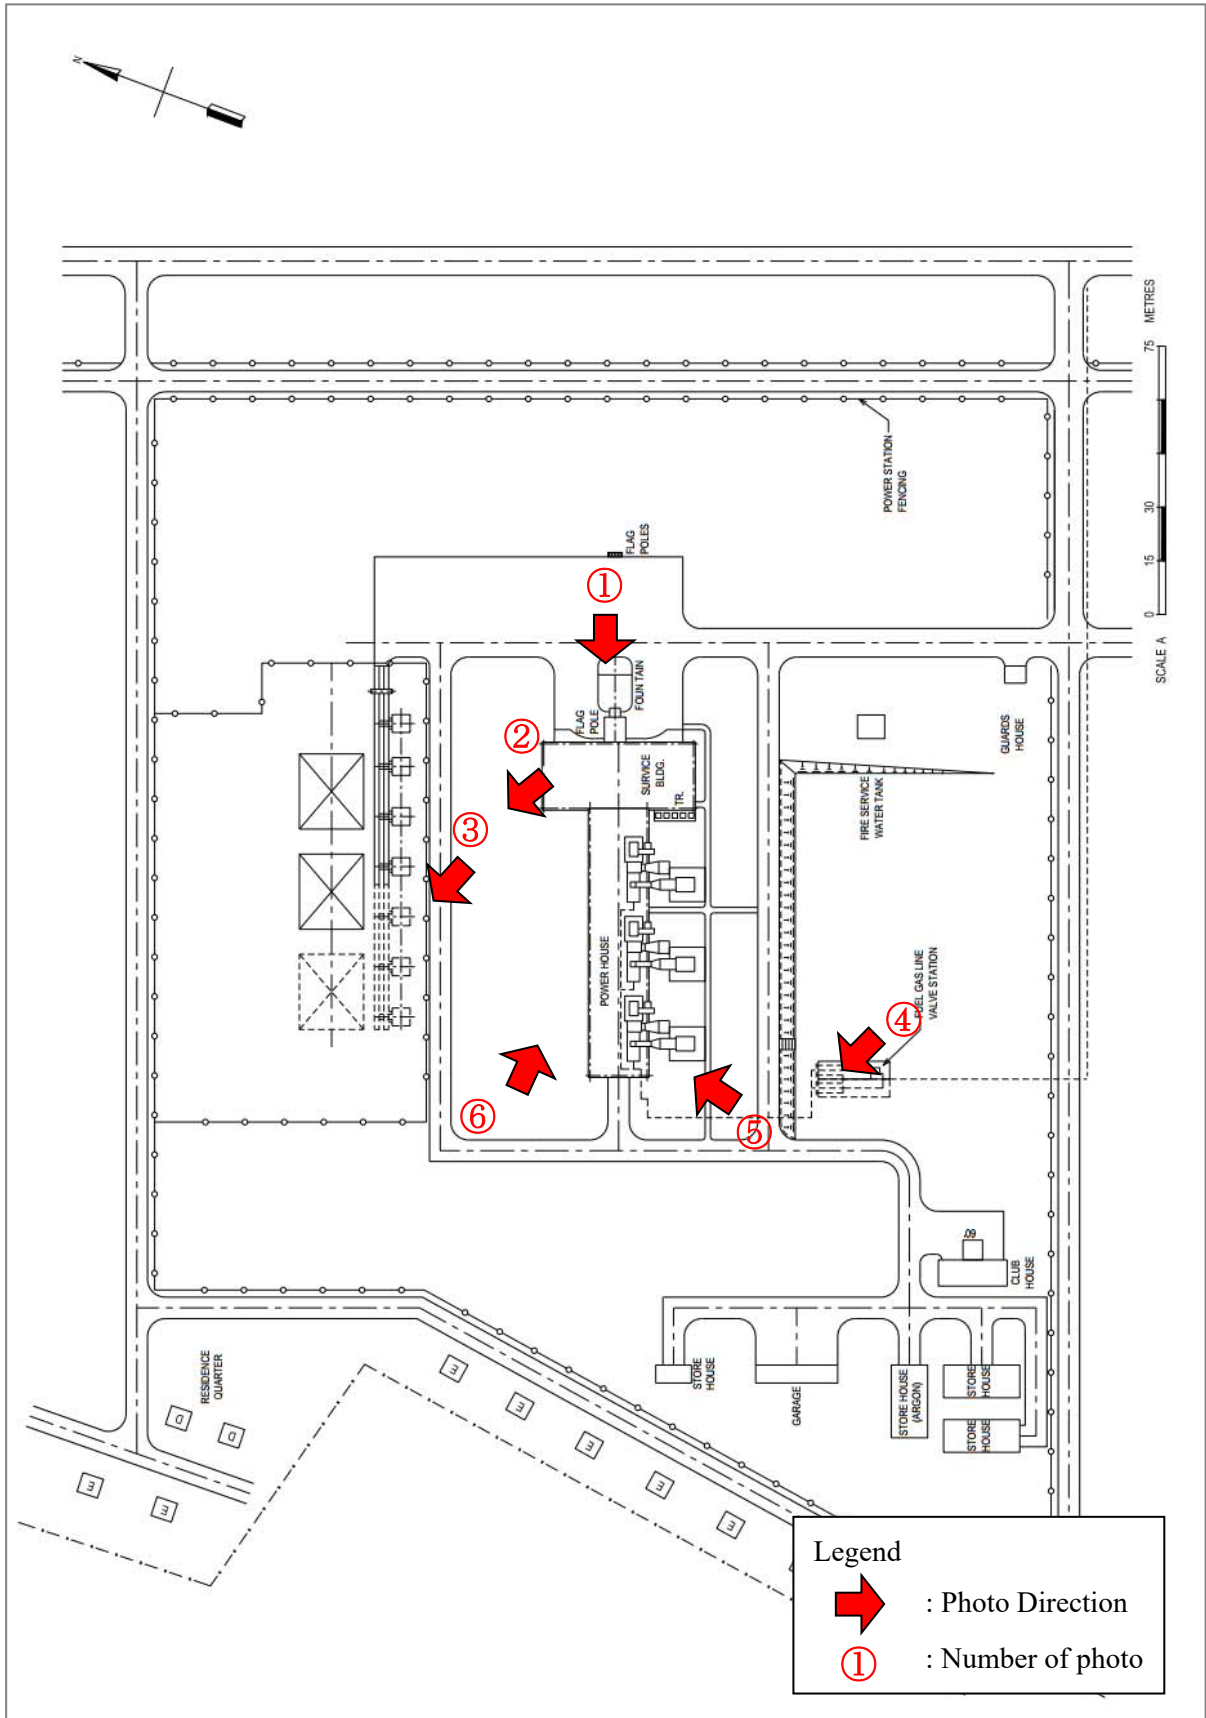 N
METRES
75
30
15
0
SCALE A
POWER STATION
FENCING
FLAG
POLES
①
FOUN TAIN
FLAG
POLE
②
SURVICE
BLDG.
TR.
③
GUARDS
HOUSE
FIRE SERVICE
WATER TANK
POWER HOUSE
FUEL GAS LINE
VALVE STATION
④
⑤
⑥
CLUB
HOUSE
STORE
HOUSE
GARAGE
STORE HOUSE
(ARGON)
STORE
HOUSE
STORE
HOUSE
RESIDENCE
QUARTER
D
D
E
E
E
E
E
E
E
Legend
: Photo Direction
① : Number of photo